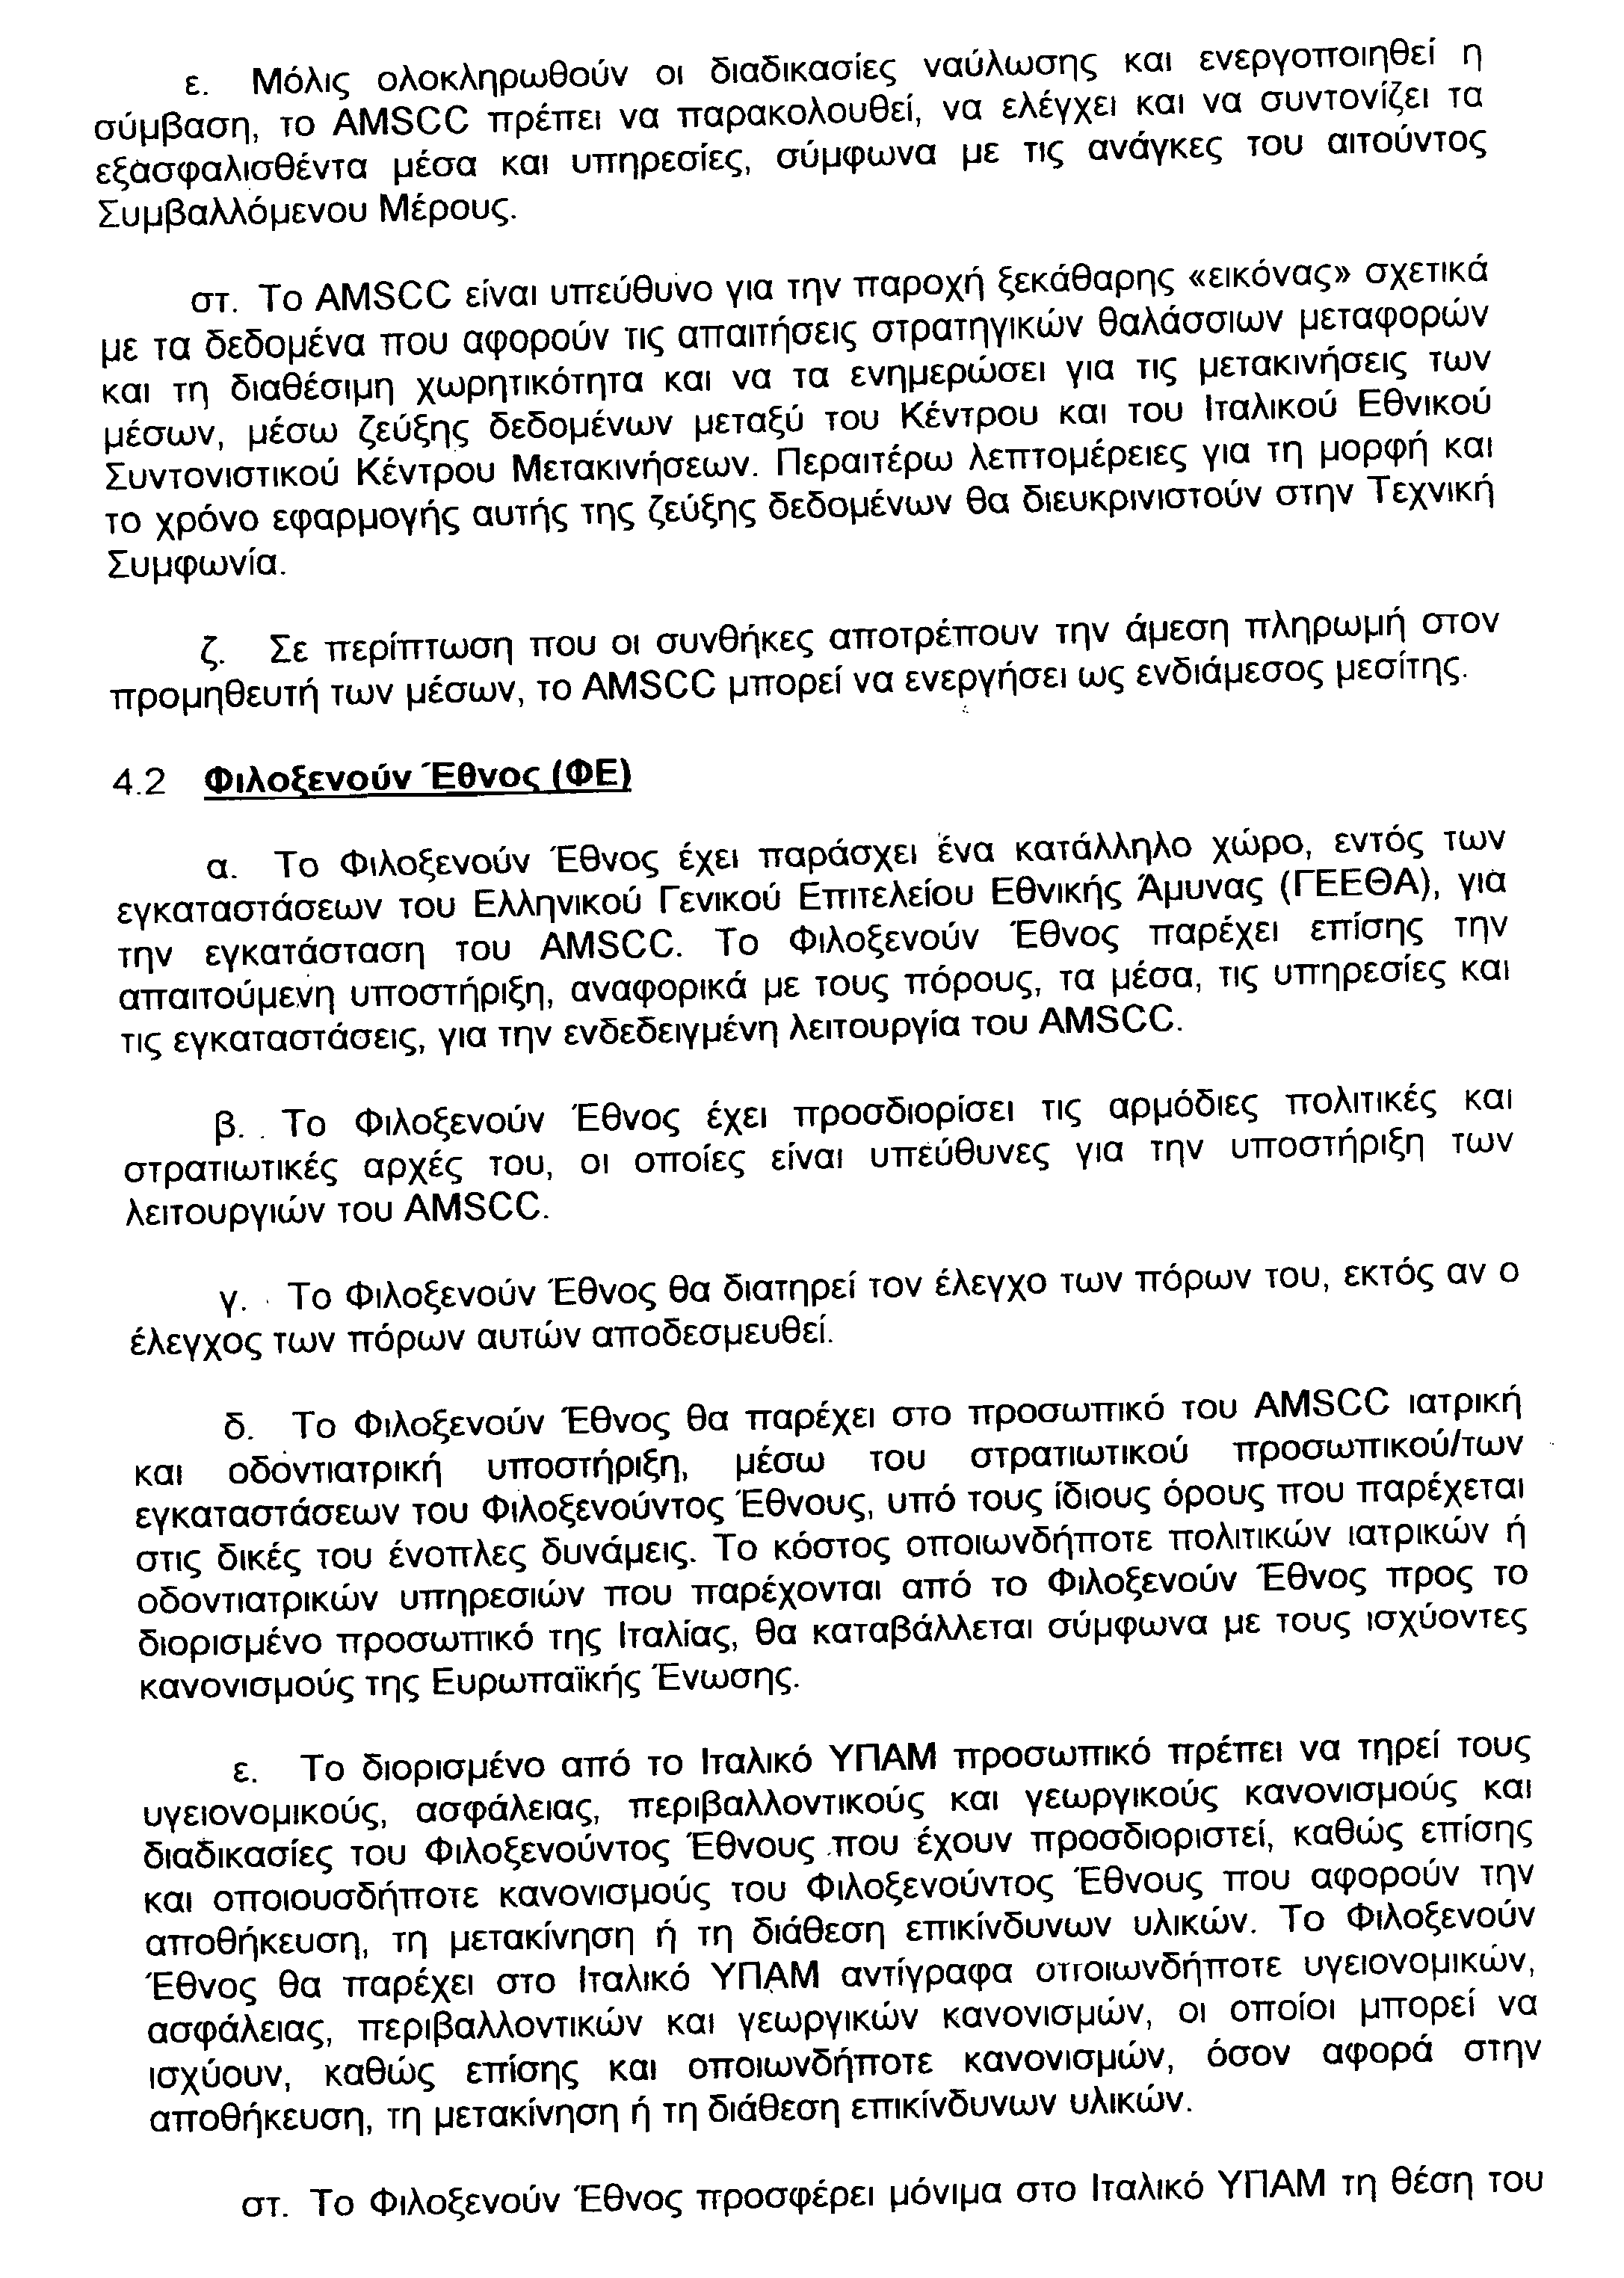 ε. Μόλις ολοκληρωθούν οι διαδικασίες ναύλωσης και ενεργοποιηθεί η
σύμβαση, το AMSCC πρέπει να παρακολουθεί, να ελέγχει και να συντονίζει τα
εξασφαλισθέντα μέσα και υπηρεσίες, σύμφωνα με τις ανάγκες του αιτούντος
Συμβαλλόμενου Μέρους.
στ. Το AMSCC είναι υπεύθυνο για την παροχή ξεκάθαρης «εικόνας» σχετικά
με τα δεδομένα που αφορούν τις απαιτήσεις στρατηγικών θαλάσσιων μεταφορών
και τη διαθέσιμη χωρητικότητα και να τα ενημερώσει για τις μετακινήσεις των
μέσων, μέσω ζεύξης δεδομένων μεταξύ του Κέντρου και του Ιταλικού Εθνικού
Συντονιστικού Κέντρου Μετακινήσεων. Περαιτέρω λεπτομέρειες για τη μορφή και
το χρόνο εφαρμογής αυτής της ζεύξης δεδομένων θα διευκρινιστούν στην Τεχνική
Συμφωνία.
ζ. Σε περίπτωση που οι συνθήκες αποτρέπουν την άμεση πληρωμή στον
προμηθευτή των μέσων, το AMSCC μπορεί να ενεργήσει ως ενδιάμεσος μεσίτης.
4.2 Φιλοξενούν Έθνος (ΦΕ)
α. Το Φιλοξενούν Έθνος έχει παράσχει ένα κατάλληλο χώρο, εντός των
εγκαταστάσεων του Ελληνικού Γενικού Επιτελείου Εθνικής Άμυνας (ΓΕΕΘΑ), για
την εγκατάσταση του AMSCC. Το Φιλοξενούν Έθνος παρέχει επίσης την
απαιτούμενη υποστήριξη, αναφορικά με τους πόρους, τα μέσα, τις υπηρεσίες και
τις εγκαταστάσεις, για την ενδεδειγμένη λειτουργία του AMSCC.
β. Το Φιλοξενούν Έθνος έχει προσδιορίσει τις αρμόδιες πολιτικές και
στρατιωτικές αρχές του, οι οποίες είναι υπεύθυνες για την υποστήριξη των
λειτουργιών του AMSCC.
γ. Το Φιλοξενούν Έθνος θα διατηρεί τον έλεγχο των πόρων του, εκτός αν ο
έλεγχος των πόρων αυτών αποδεσμευθεί.
δ. Το Φιλοξενούν Έθνος θα παρέχει στο προσωπικό του AMSCC ιατρική
και οδοντιατρική υποστήριξη, μέσω του στρατιωτικού προσωπικού/των
εγκαταστάσεων του Φιλοξενούντος Έθνους, υπό τους ίδιους όρους που παρέχεται
στις δικές του ένοπλες δυνάμεις. Το κόστος οποιωνδήποτε πολιτικών ιατρικών ή
οδοντιατρικών υπηρεσιών που παρέχονται από το Φιλοξενούν Έθνος προς το
διορισμένο προσωπικό της Ιταλίας, θα καταβάλλεται σύμφωνα με τους ισχύοντες
κανονισμούς της Ευρωπαϊκής Ένωσης.
ε. Το διορισμένο από το Ιταλικό ΥΠΑΜ προσωπικό πρέπει να τηρεί τους
υγειονομικούς, ασφάλειας, περιβαλλοντικούς και γεωργικούς κανονισμούς και
διαδικασίες του Φιλοξενούντος Έθνους που έχουν προσδιοριστεί, καθώς επίσης
και οποιουσδήποτε κανονισμούς του Φιλοξενούντος Έθνους που αφορούν την
αποθήκευση, τη μετακίνηση ή τη διάθεση επικίνδυνων υλικών. Το Φιλοξενούν
Έθνος θα παρέχει στο Ιταλικό ΥΠΑΜ αντίγραφα οποιωνδήποτε υγειονομικών,
ασφάλειας, περιβαλλοντικών και γεωργικών κανονισμών, οι οποίοι μπορεί να
ισχύουν, καθώς επίσης και οποιωνδήποτε κανονισμών, όσον αφορά στην
αποθήκευση, τη μετακίνηση ή τη διάθεση επικίνδυνων υλικών.
στ. Το Φιλοξενούν Έθνος προσφέρει μόνιμα στο Ιταλικό ΥΠΑΜ τη θέση του